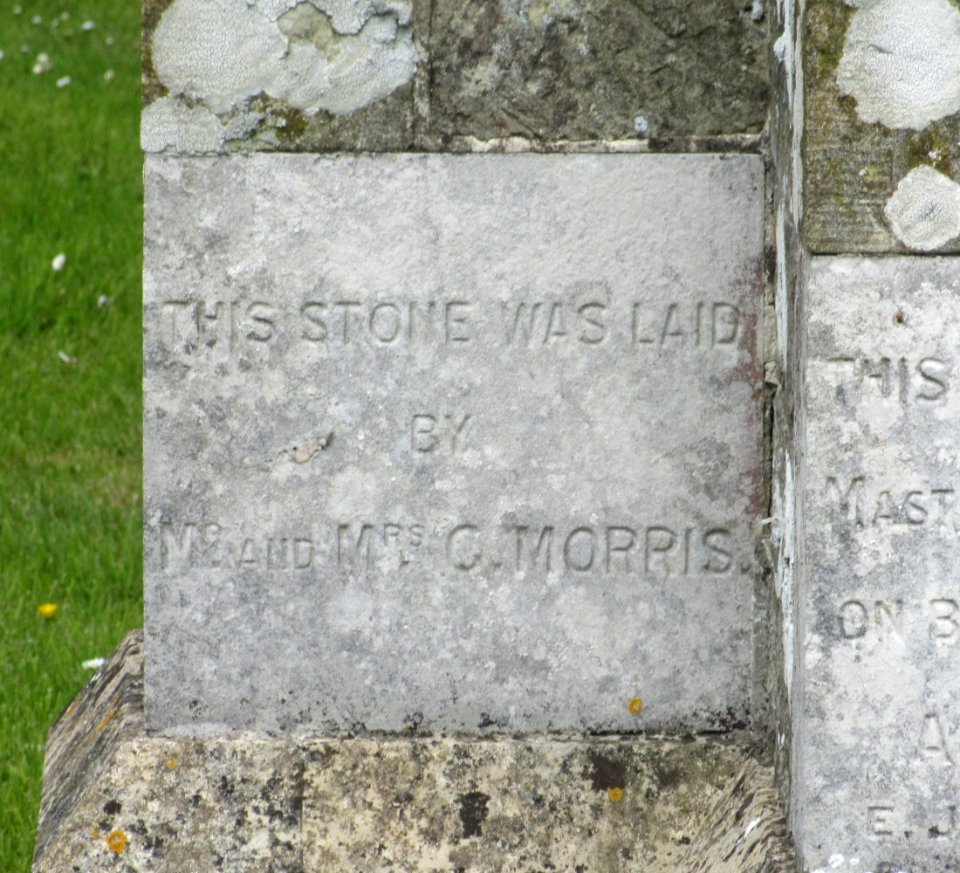 THIS STONE WAS LAID
BY
MR. AND MRS. C. MORRIS.
THIS
MAST
ON B
A
E. J